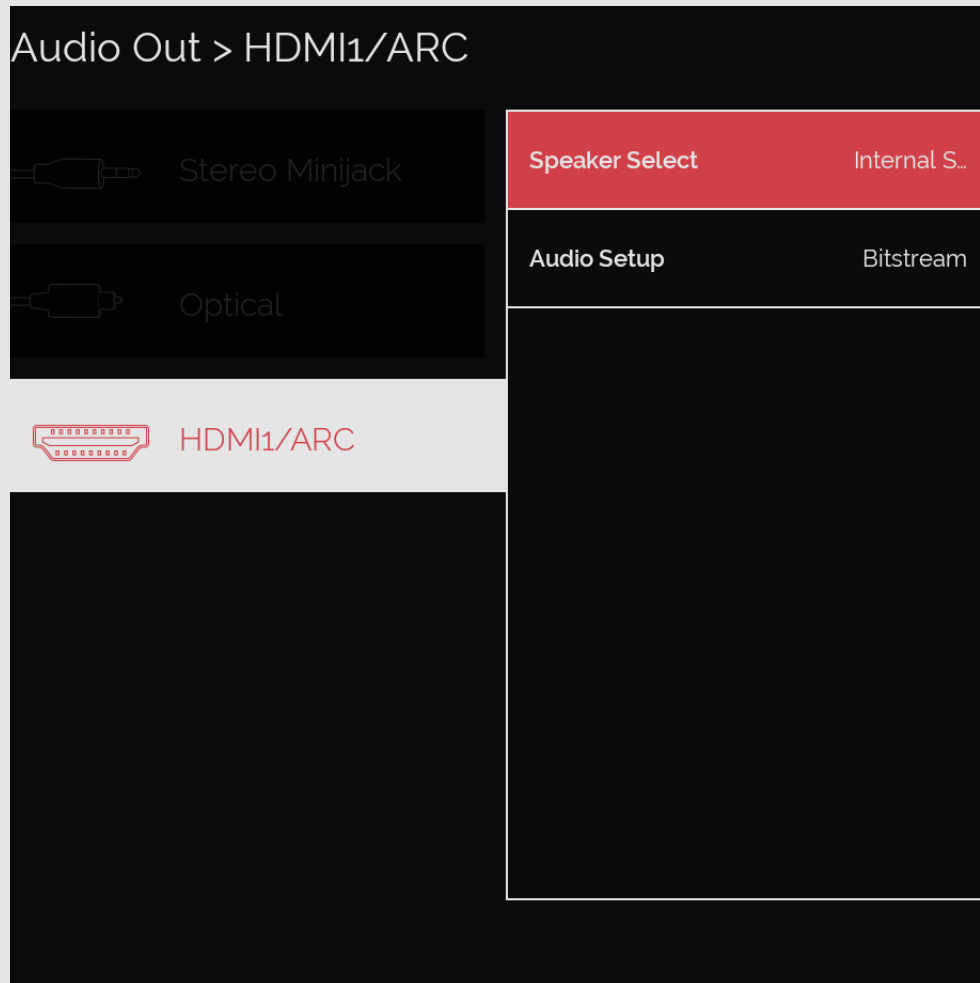 Audio Out > HDMI1/ARC
Stereo Minijack
Optical
HDMI1/ARC
Speaker Select Internal S...
Audio Setup Bitstream